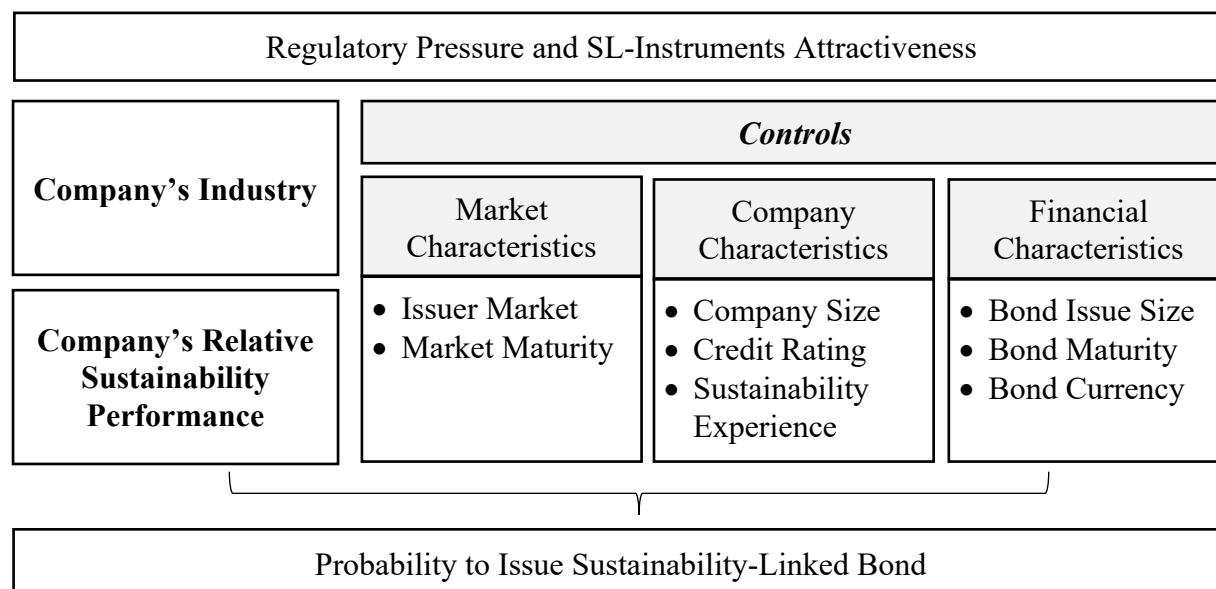 Regulatory Pressure and SL-Instruments Attractiveness
Company’s Industry
Company’s Relative
Sustainability
Performance
Controls
Market
Characteristics
• Issuer Market
• Market Maturity
Company
Characteristics
• Company Size
• Credit Rating
• Sustainability
Experience
Financial
Characteristics
• Bond Issue Size
• Bond Maturity
• Bond Currency
Probability to Issue Sustainability-Linked Bond